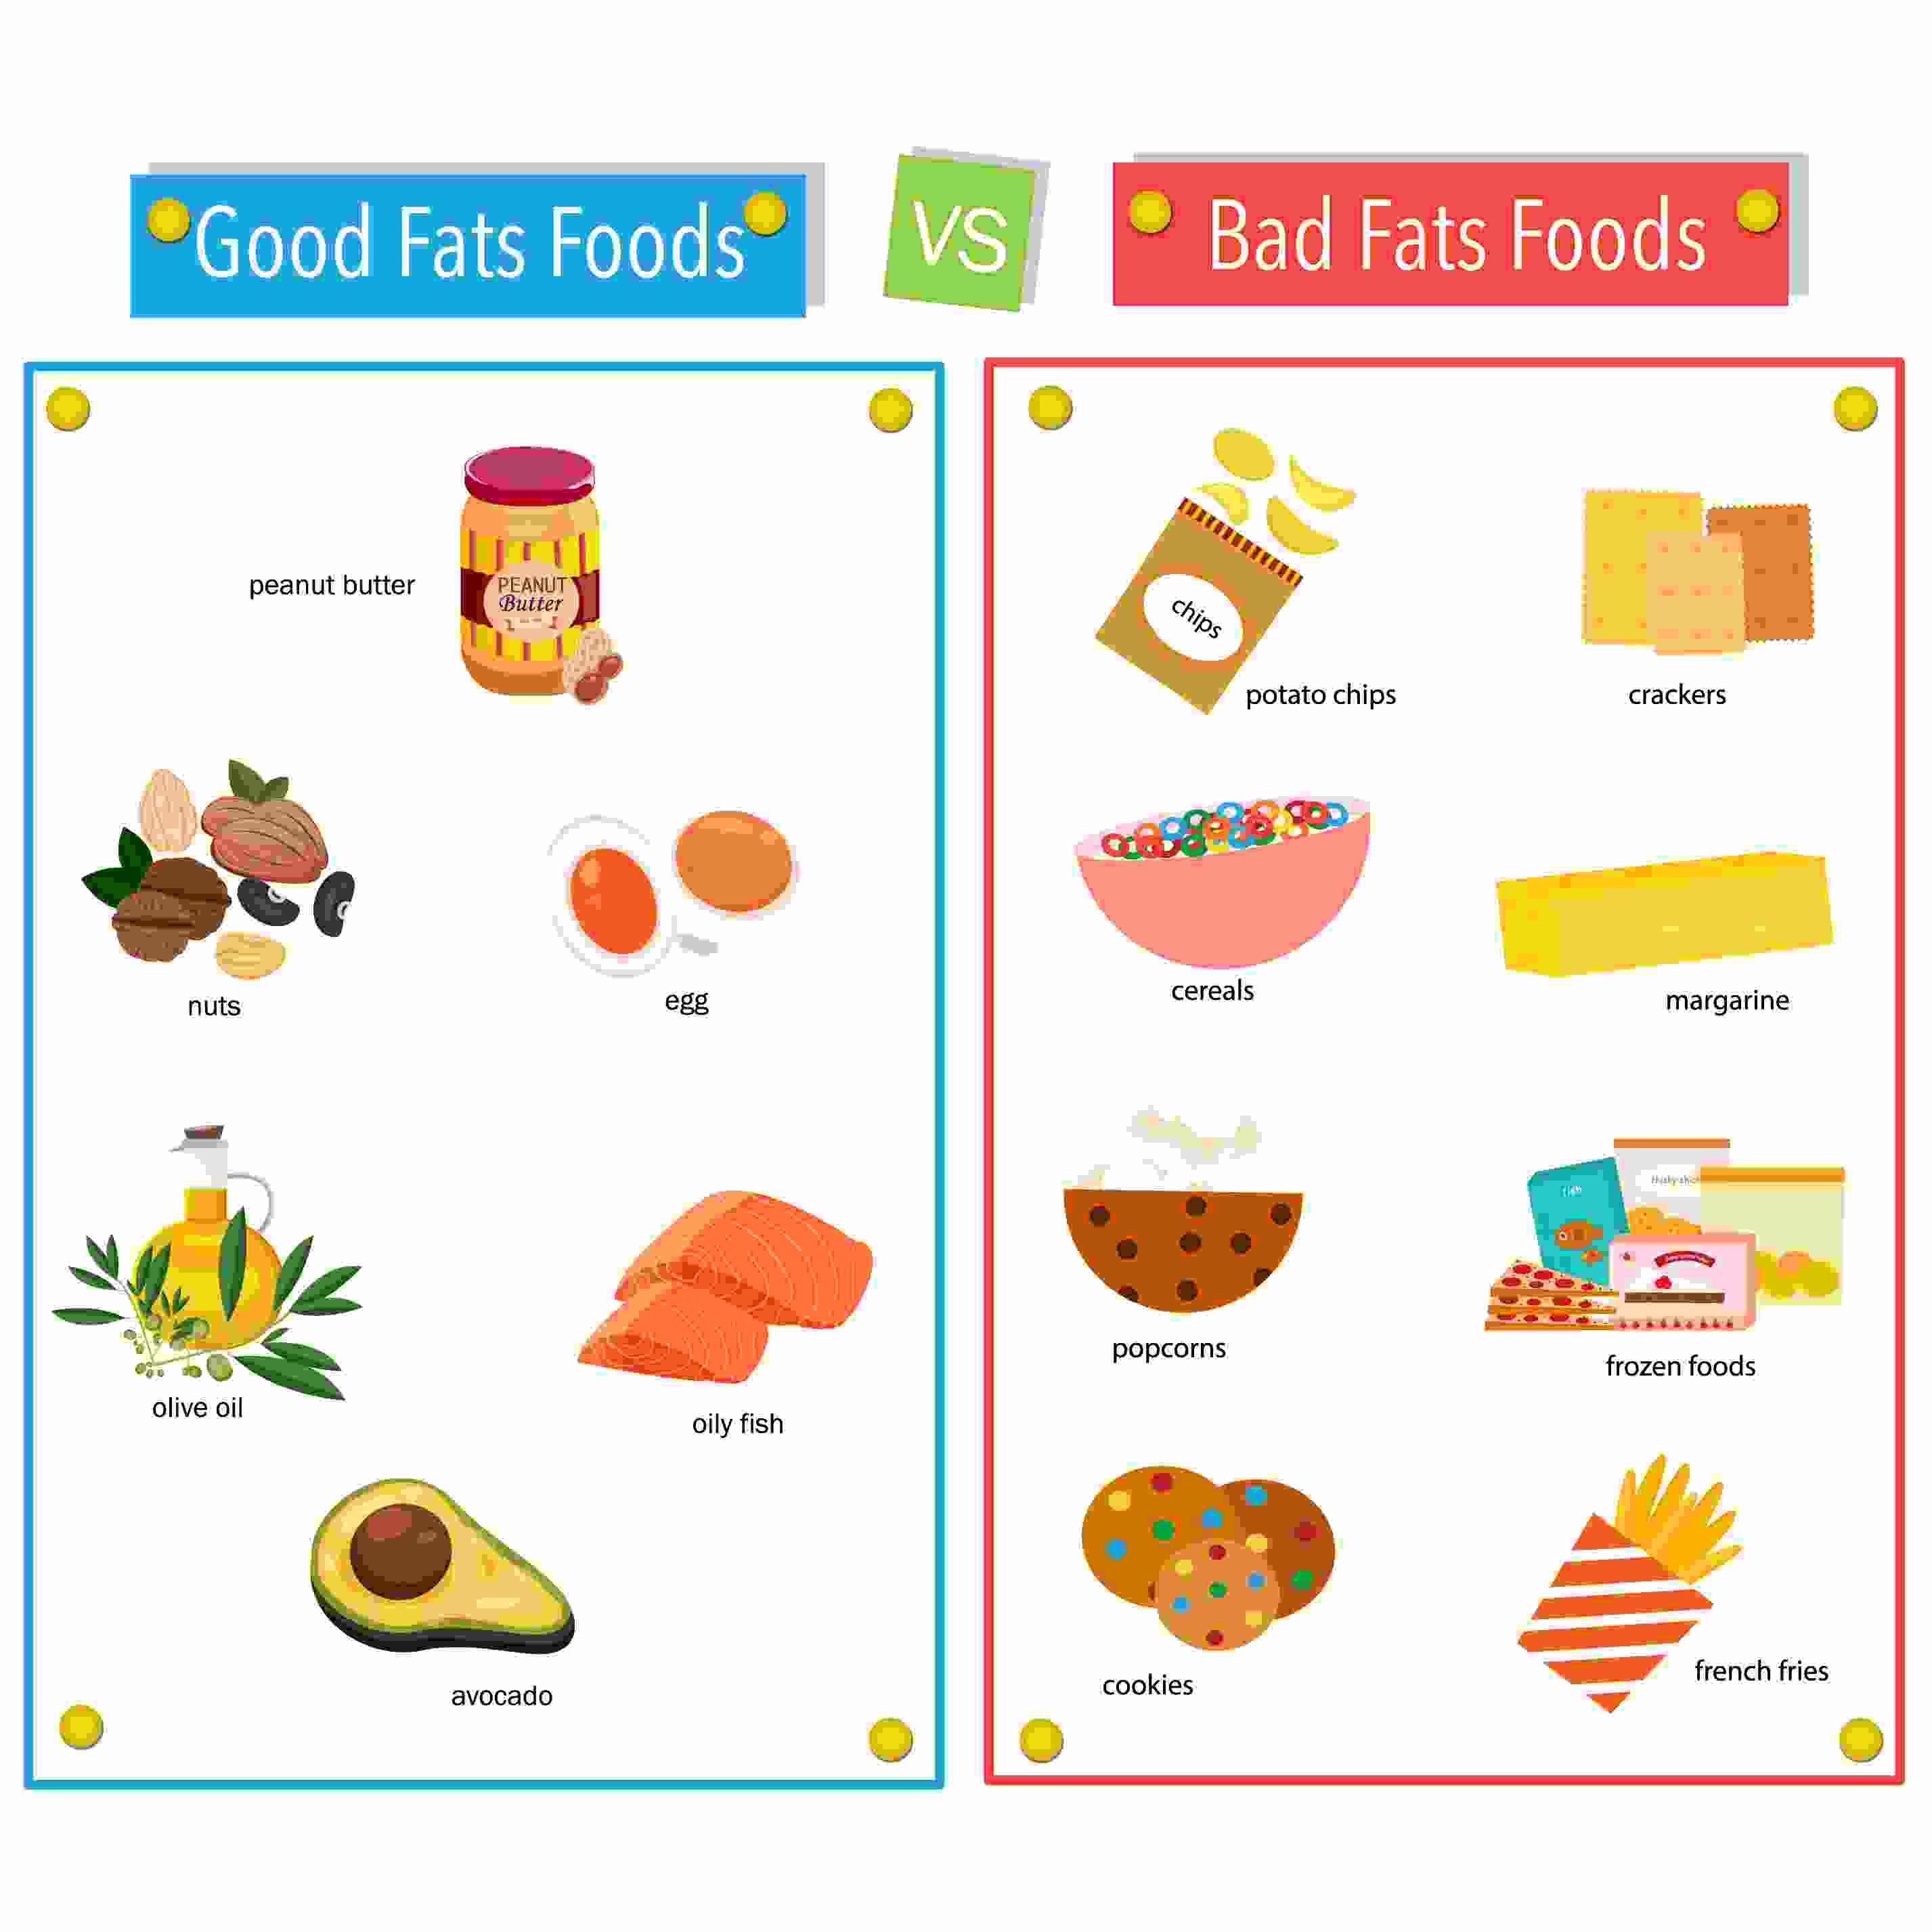 Good Fats Foods
VS
Bad Fats Foods
peanut butter
PEANUT
Butter
nuts
egg
olive oil
oily fish
avocado
chips
potato chips
crackers
cereals
margarine
popcorns
frozen foods
cookies
french fries